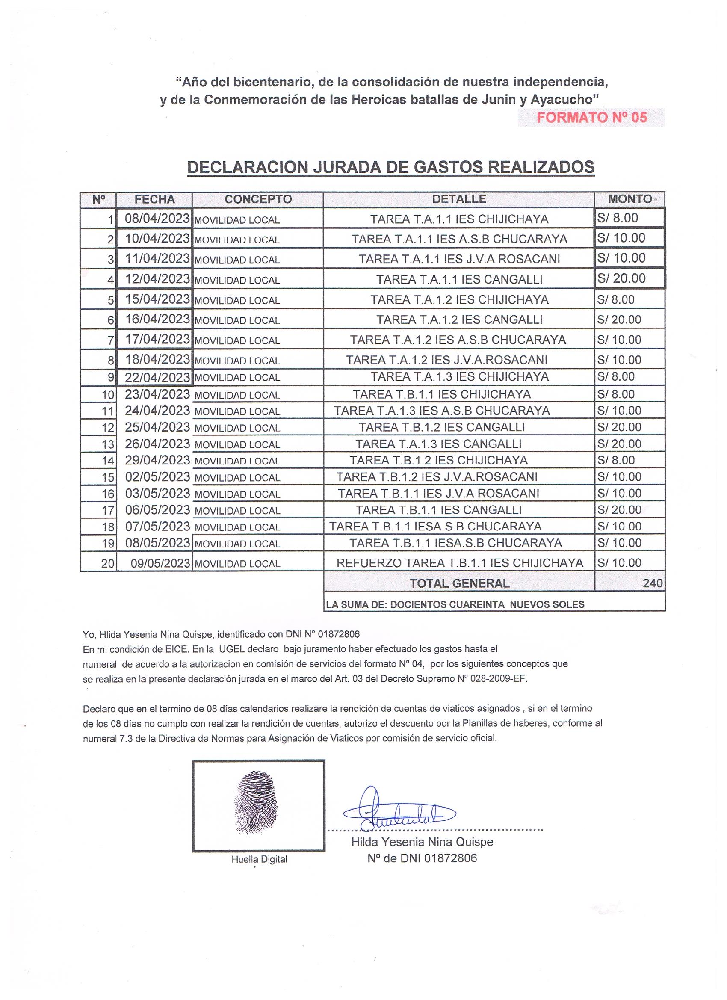 “Año del bicentenario, de la consolidación de nuestra independencia,
y de la Conmemoración de las Heroicas batallas de Junin y Ayacucho”
FORMATO Nº 05
DECLARACION JURADA DE GASTOS REALIZADOS
Nº FECHA CONCEPTO DETALLE MONTO
1 08/04/2023 MOVILIDAD LOCAL TAREA T.A.1.1 IES CHIJICHAYA S/ 8.00
2 10/04/2023 MOVILIDAD LOCAL TAREA T.A.1.1 IES A.S.B CHUCARAYA S/ 10.00
3 11/04/2023 MOVILIDAD LOCAL TAREA T.A.1.1 IES J.V.A ROSACANI S/ 10.00
4 12/04/2023 MOVILIDAD LOCAL TAREA T.A.1.1 IES CANGALLI S/ 20.00
5 15/04/2023 MOVILIDAD LOCAL TAREA T.A.1.2 IES CHIJICHAYA S/ 8.00
6 16/04/2023 MOVILIDAD LOCAL TAREA T.A.1.2 IES CANGALLI S/ 20.00
7 17/04/2023 MOVILIDAD LOCAL TAREA T.A.1.2 IES A.S.B CHUCARAYA S/ 10.00
8 18/04/2023 MOVILIDAD LOCAL TAREA T.A.1.2 IES J.V.A.ROSACANI S/ 10.00
9 22/04/2023 MOVILIDAD LOCAL TAREA T.A.1.3 IES CHIJICHAYA S/ 8.00
10 23/04/2023 MOVILIDAD LOCAL TAREA T.B.1.1 IES CHIJICHAYA S/ 8.00
11 24/04/2023 MOVILIDAD LOCAL TAREA T.A.1.3 IES A.S.B CHUCARAYA S/ 10.00
12 25/04/2023 MOVILIDAD LOCAL TAREA T.B.1.2 IES CANGALLI S/ 20.00
13 26/04/2023 MOVILIDAD LOCAL TAREA T.A.1.3 IES CANGALLI S/ 20.00
14 29/04/2023 MOVILIDAD LOCAL TAREA T.B.1.2 IES CHIJICHAYA S/ 8.00
15 02/05/2023 MOVILIDAD LOCAL TAREA T.B.1.2 IES J.V.A.ROSACANI S/ 10.00
16 03/05/2023 MOVILIDAD LOCAL TAREA T.B.1.1 IES J.V.A ROSACANI S/ 10.00
17 06/05/2023 MOVILIDAD LOCAL TAREA T.B.1.1 IES CANGALLI S/ 20.00
18 07/05/2023 MOVILIDAD LOCAL TAREA T.B.1.1 IESA.S.B CHUCARAYA S/ 10.00
19 08/05/2023 MOVILIDAD LOCAL TAREA T.B.1.1 IESA.S.B CHUCARAYA S/ 10.00
20 09/05/2023 MOVILIDAD LOCAL REFUERZO TAREA T.B.1.1 IES CHIJICHAYA S/ 10.00
TOTAL GENERAL 240
LA SUMA DE: DOCIENTOS CUAREINTA NUEVOS SOLES
Yo, Hlida Yesenia Nina Quispe, identificado con DNI N° 01872806
En mi condición de EICE. En la UGEL declaro bajo juramento haber efectuado los gastos hasta el
numeral de acuerdo a la autorizacion en comisión de servicios del formato Nº 04, por los siguientes conceptos que
se realiza en la presente declaración jurada en el marco del Art. 03 del Decreto Supremo Nº 028-2009-EF.
Declaro que en el termino de 08 días calendarios realizare la rendición de cuentas de viaticos asignados , si en el termino
de los 08 días no cumplo con realizar la rendición de cuentas, autorizo el descuento por la Planillas de haberes, conforme al
numeral 7.3 de la Directiva de Normas para Asignación de Viaticos por comisión de servicio oficial.
Hilda Yesenia Nina Quispe
Huella Digital
Nº de DNI 01872806